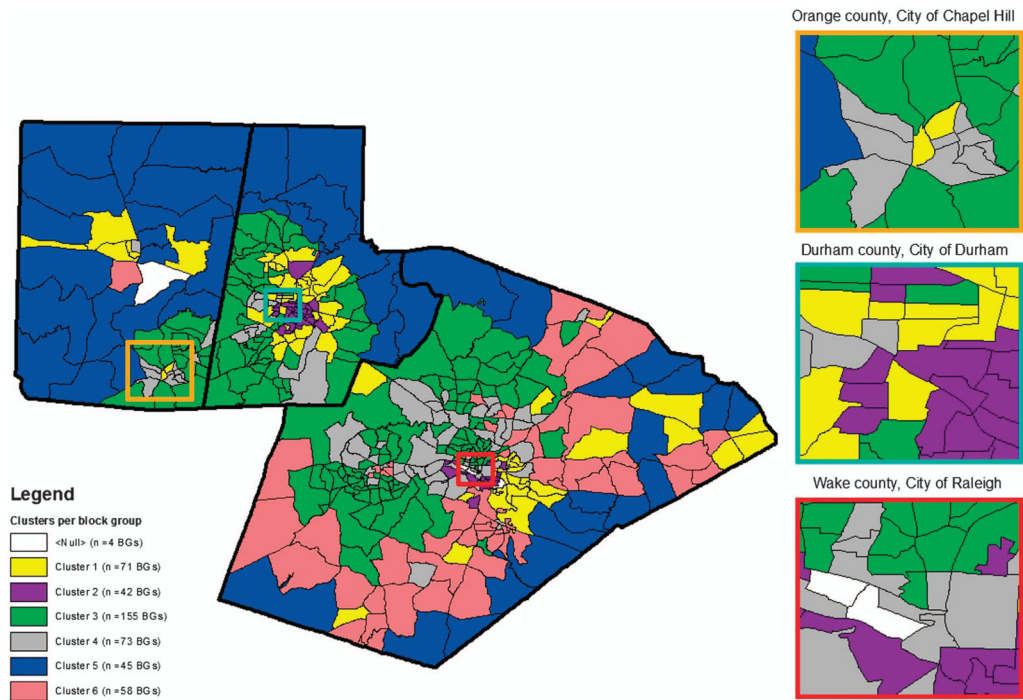 Orange county, City of Chapel Hill
Durham county, City of Durham
Wake county, City of Raleigh
Legend
Clusters per block group
<Null> (n =4 BGs)
Cluster 1 (n =71 BGs)
Cluster 2 (n =42 BGs)
Cluster 3 (n =155 BGs)
Cluster 4 (n =73 BGs)
Cluster 5 (n =45 BGs)
Cluster 6 (n =58 BGs)